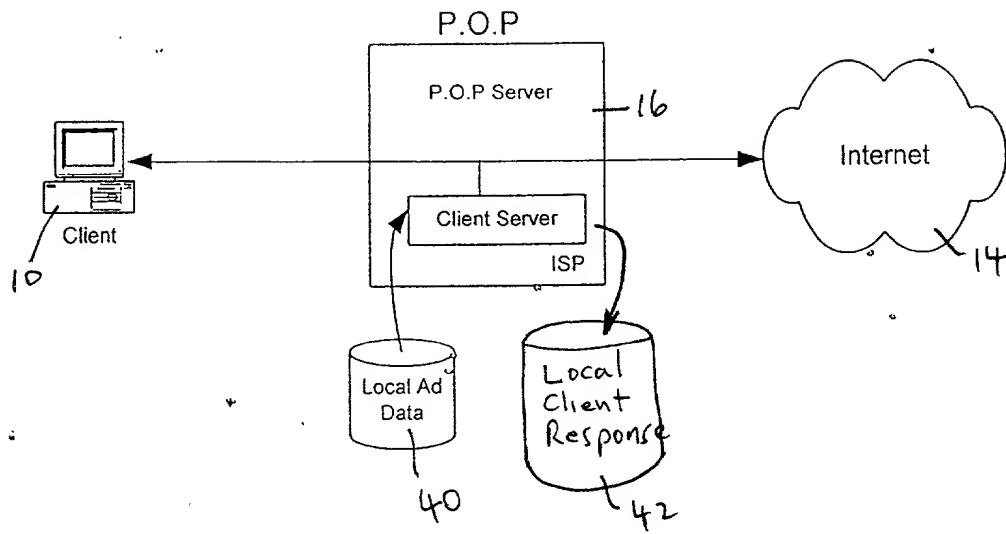 P.O.P
P.O.P Server
16
Internet
Client Server
Client
ISP
10
14
Local Ad
Data
Local
Client
Response
40
42